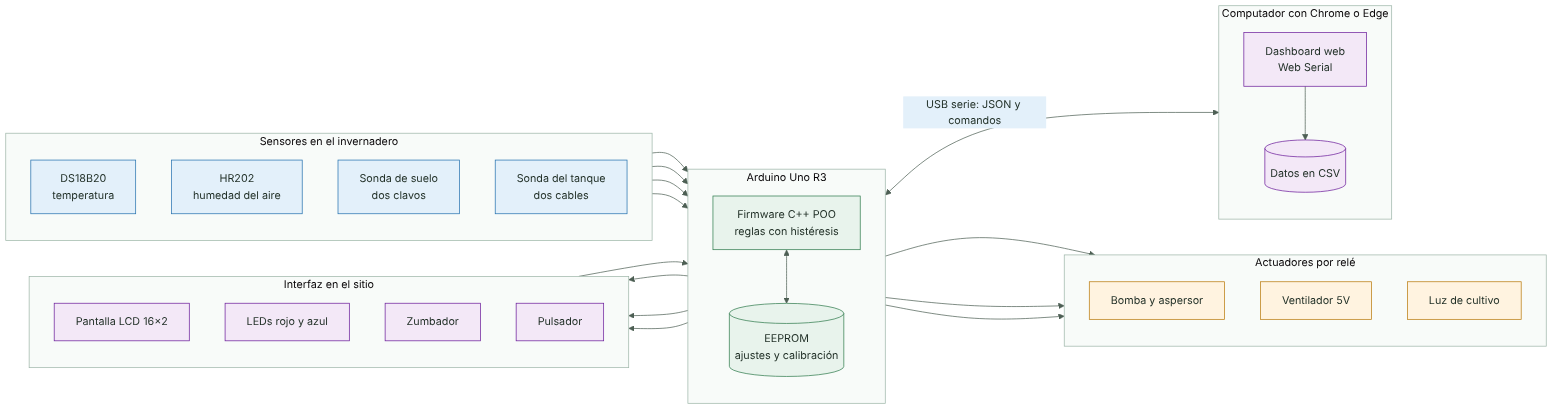 Computador con Chrome o Edge
Dashboard web
Web Serial
Datos en CSV
USB serie: JSON y
comandos
Sensores en el invernadero
DS18B20
temperatura
HR202
humedad del aire
Sonda de suelo
dos clavos
Sonda del tanque
dos cables
Arduino Uno R3
Firmware C++ POO
reglas con histéresis
EEPROM
ajustes y calibración
Interfaz en el sitio
Pantalla LCD 16×2
LEDs rojo y azul
Zumbador
Pulsador
Actuadores por relé
Bomba y aspersor
Ventilador 5V
Luz de cultivo